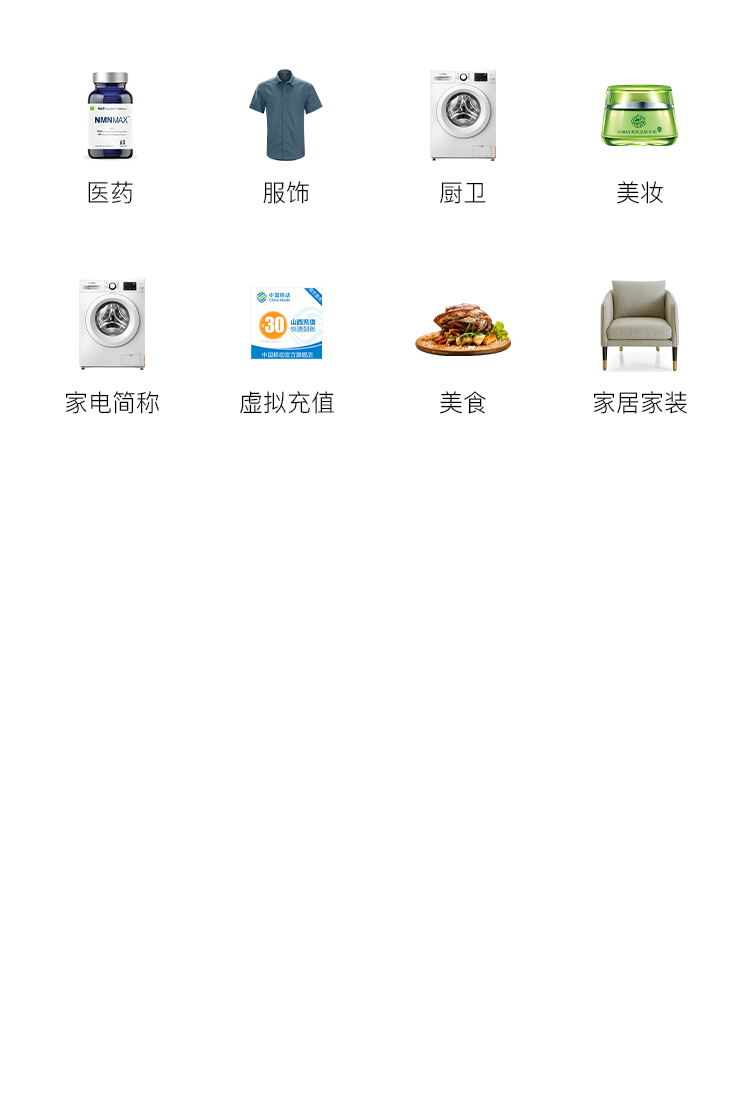 NMNMAX
60
医药
服饰
厨卫
美妆
中国移动
China Mobile
¥30
山西充值
快速到账
中国移动官方旗舰店
家电简称
虚拟充值
美食
家居家装